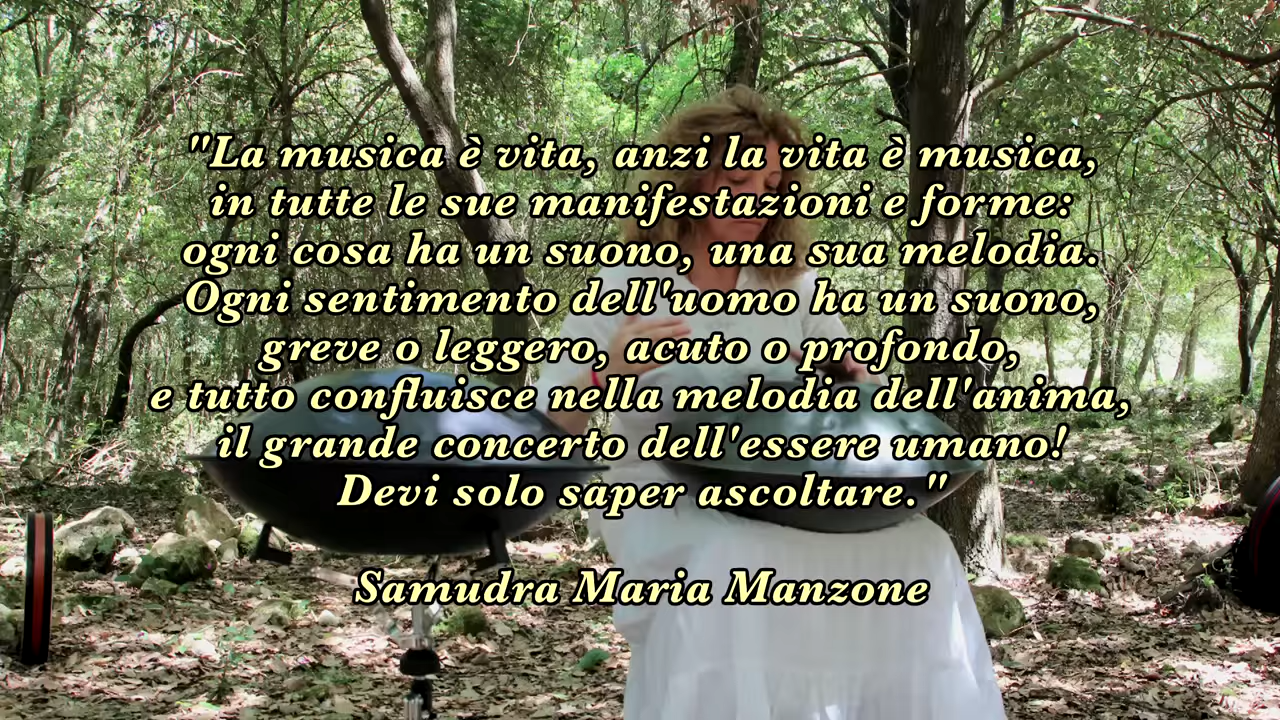 "La musica è vita, anzi la vita è musica,
in tutte le sue manifestazioni e forme:
ogni cosa ha un suono, una sua melodia.
Ogni sentimento dell'uomo ha un suono,
greve o leggero, acuto o profondo,
e tutto confluisce nella melodia dell'anima,
il grande concerto dell'essere umano!
Devi solo saper ascoltare."
Samudra Maria Manzone